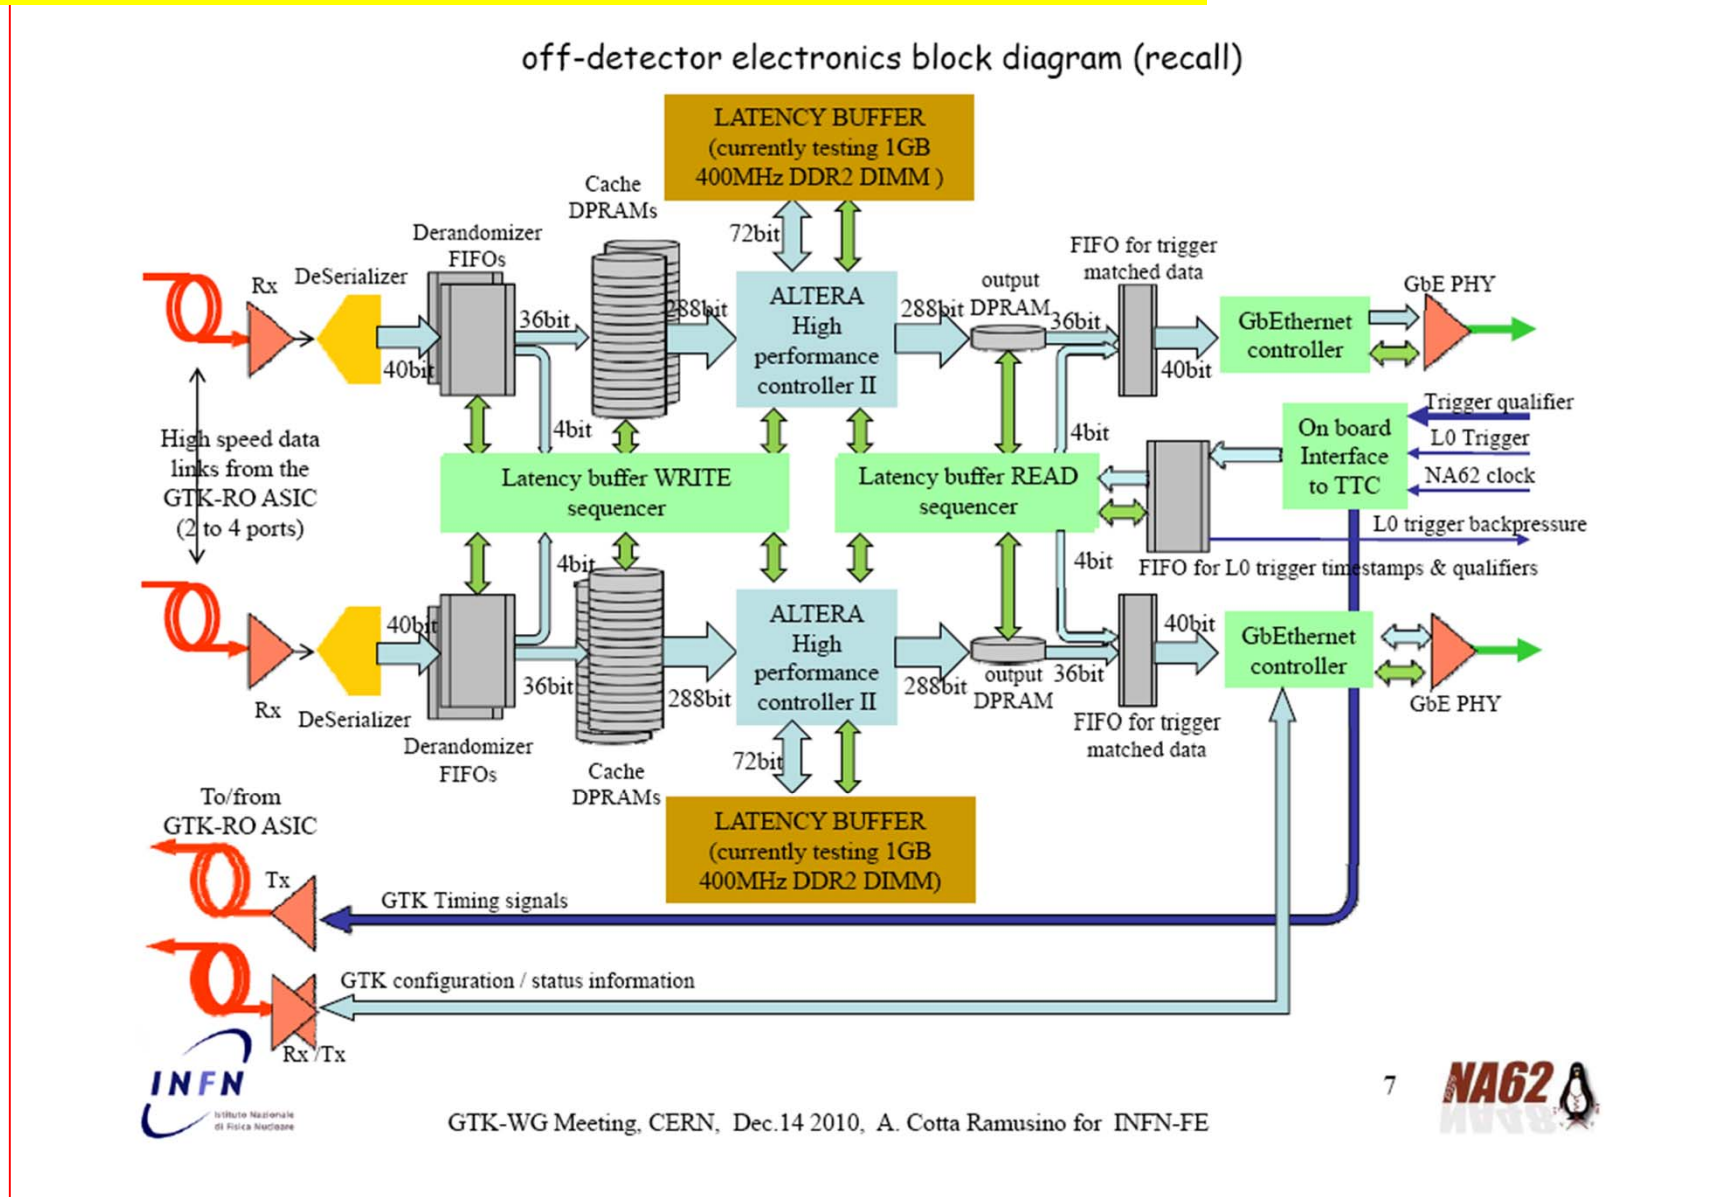 off-detector electronics block diagram (recall)
LATENCY BUFFER
(currently testing 1GB
400MHz DDR2 DIMM )
Cache
DPRAMs
72bit
Derandomizer
FIFOs
FIFO for trigger
matched data
DeSerializer
Rx
output
DPRAM
GbE PHY
ALTERA
High
performance
controller II
36bit
288bit
288bit
36bit
GbEthernet
controller
40bit
40bit
4bit
4bit
Trigger qualifier
L0 Trigger
NA62 clock
On board
Interface
to TTC
High speed data
links from the
GTK-RO ASIC
(2 to 4 ports)
Latency buffer WRITE
sequencer
Latency buffer READ
sequencer
L0 trigger backpressure
4bit
4bit
FIFO for L0 trigger timestamps & qualifiers
40bit
ALTERA
High
performance
controller II
40bit
GbEthernet
controller
36bit
288bit
288bit
output
DPRAM
36bit
Rx
DeSerializer
GbE PHY
FIFO for trigger
matched data
Derandomizer
FIFOs
72bit
Cache
DPRAMs
To/from
GTK-RO ASIC
LATENCY BUFFER
(currently testing 1GB
400MHz DDR2 DIMM)
Tx
GTK Timing signals
GTK configuration / status information
Rx /Tx
INFN
Istituto Nazionale
di Fisica Nucleare
7
NA62
GTK-WG Meeting, CERN, Dec.14 2010, A. Cotta Ramusino for INFN-FE